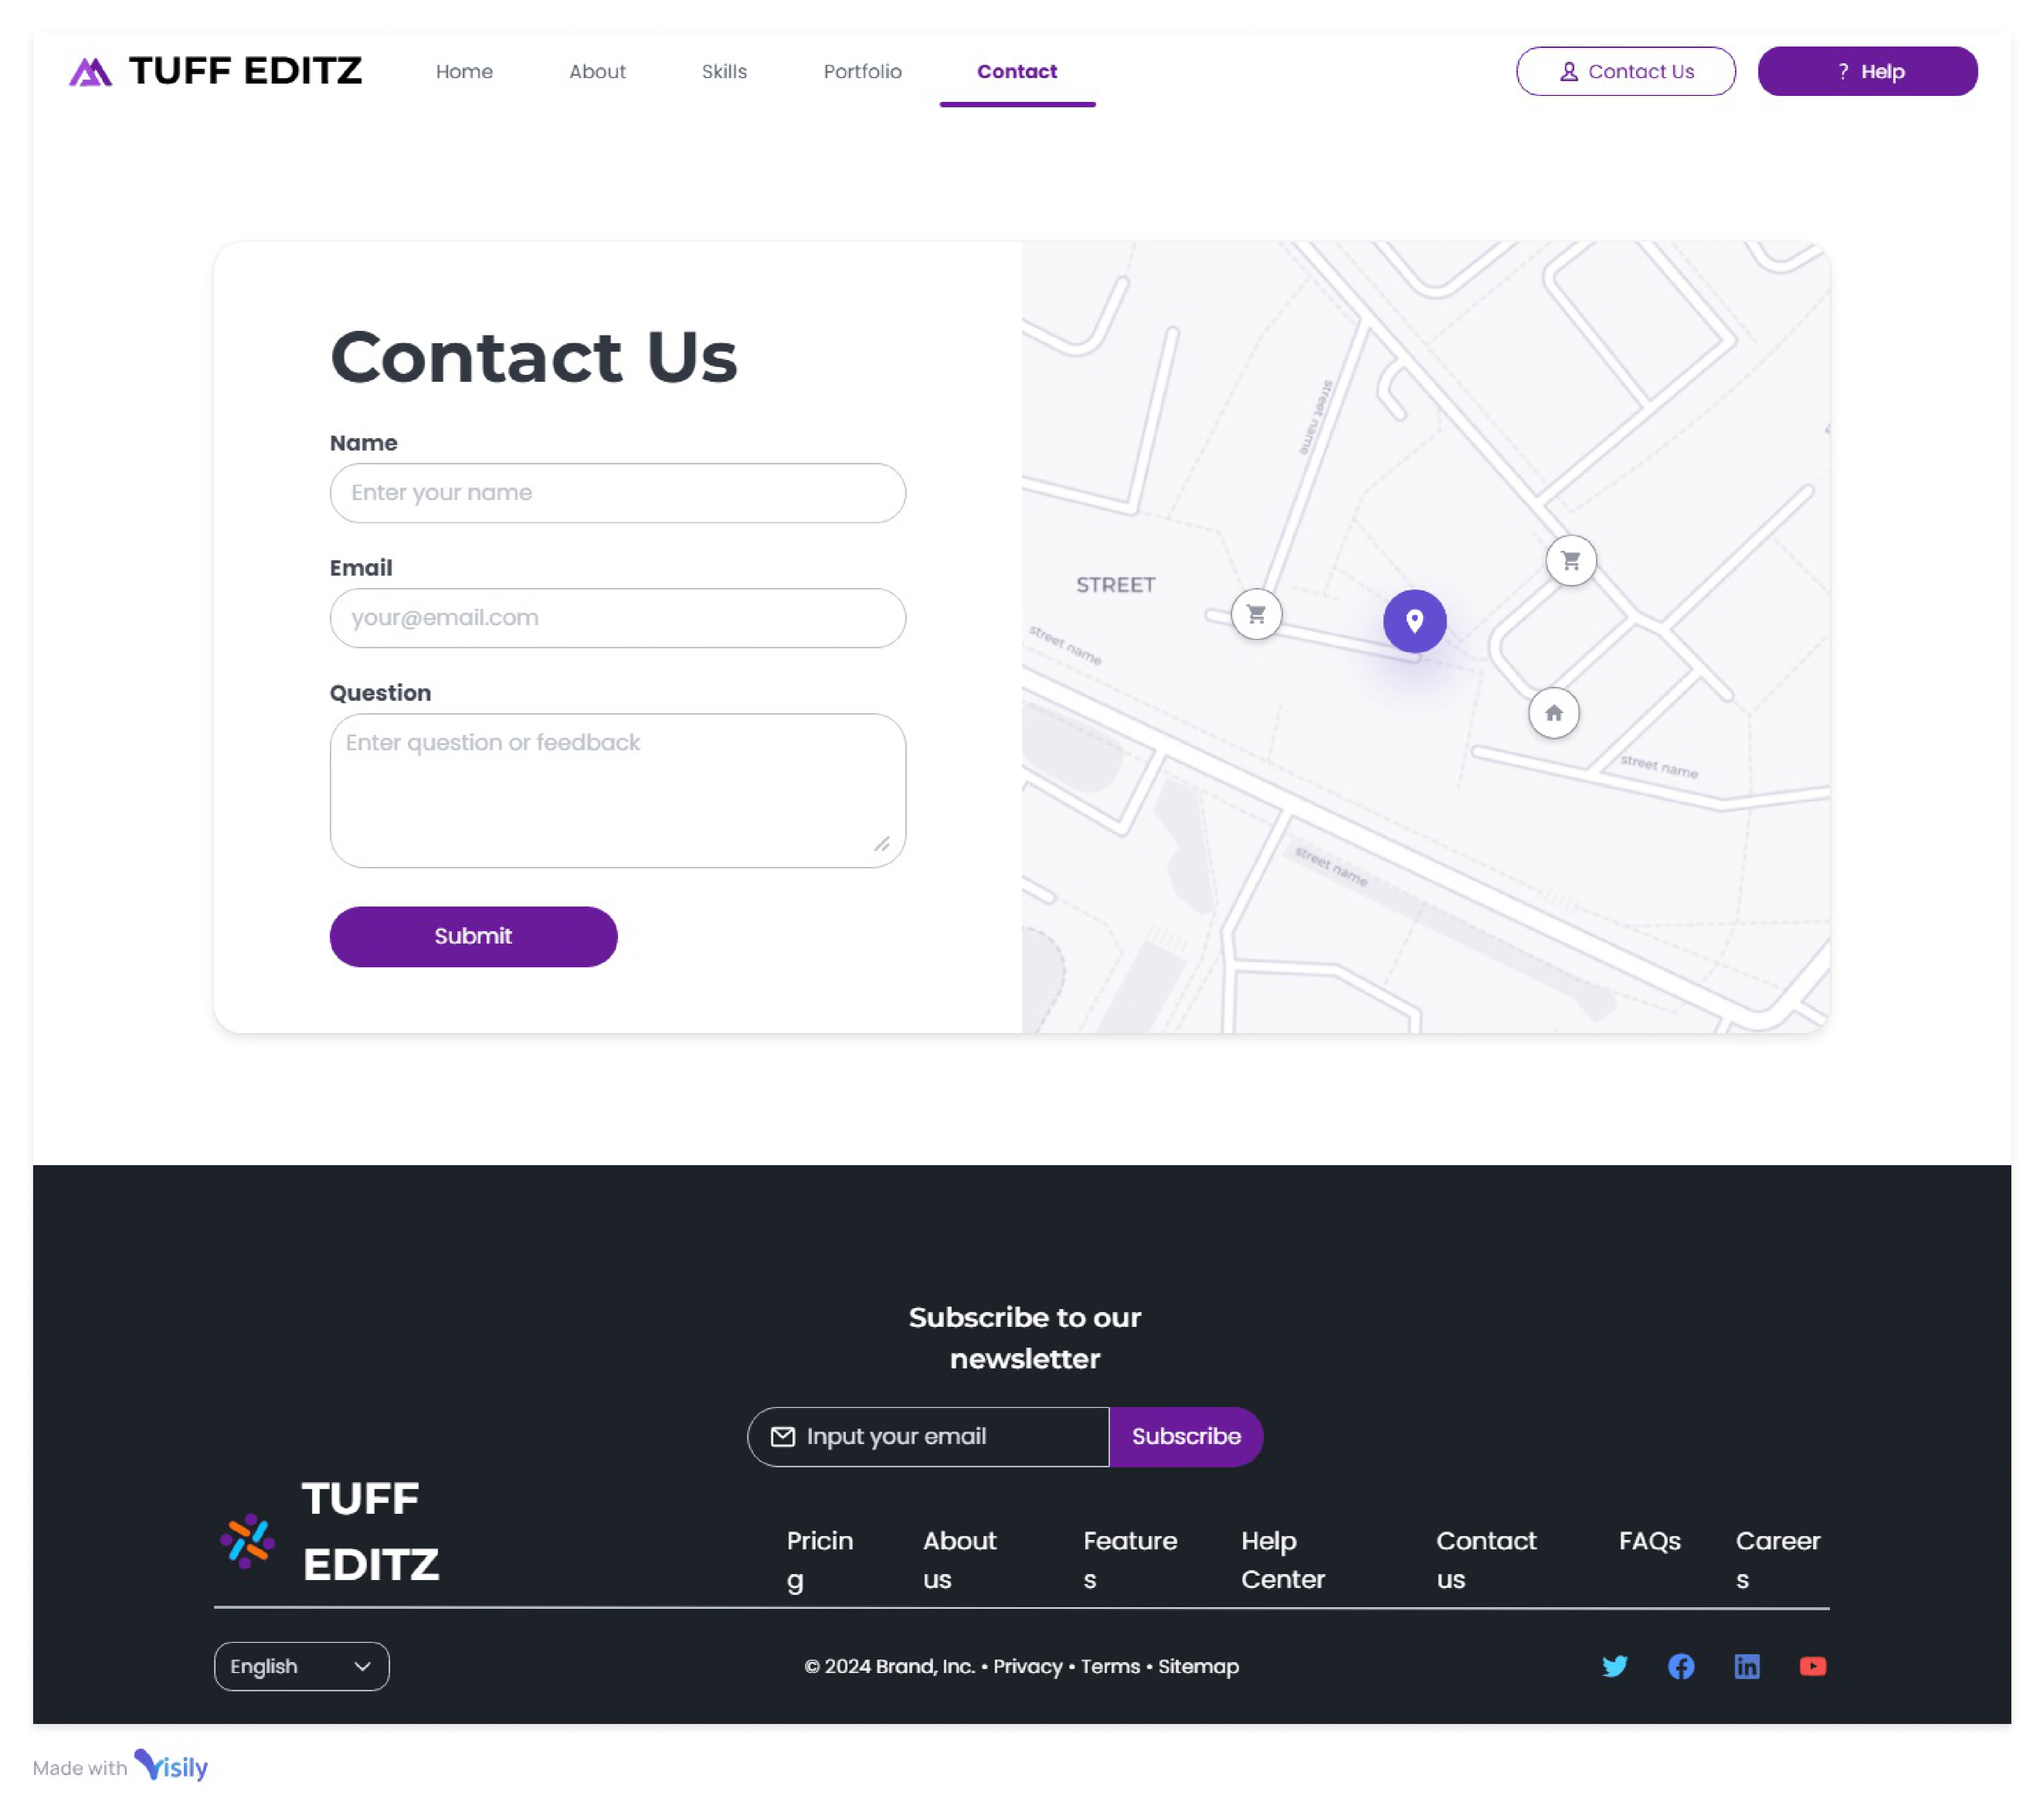 TUFF EDITZ
Home
About
Skills
Portfolio
Contact
Contact Us
? Help
Contact Us
Name
Enter your name
Email
your@email.com
Question
Enter question or feedback
Submit
street name
STREET
street name
street name
street name
Subscribe to our
newsletter
Input your email
Subscribe
TUFF
EDITZ
Pricin
g
About
us
Feature
s
Help
Center
Contact
us
FAQs
Career
s
English
© 2024 Brand, Inc. • Privacy • Terms • Sitemap
Made with Visily